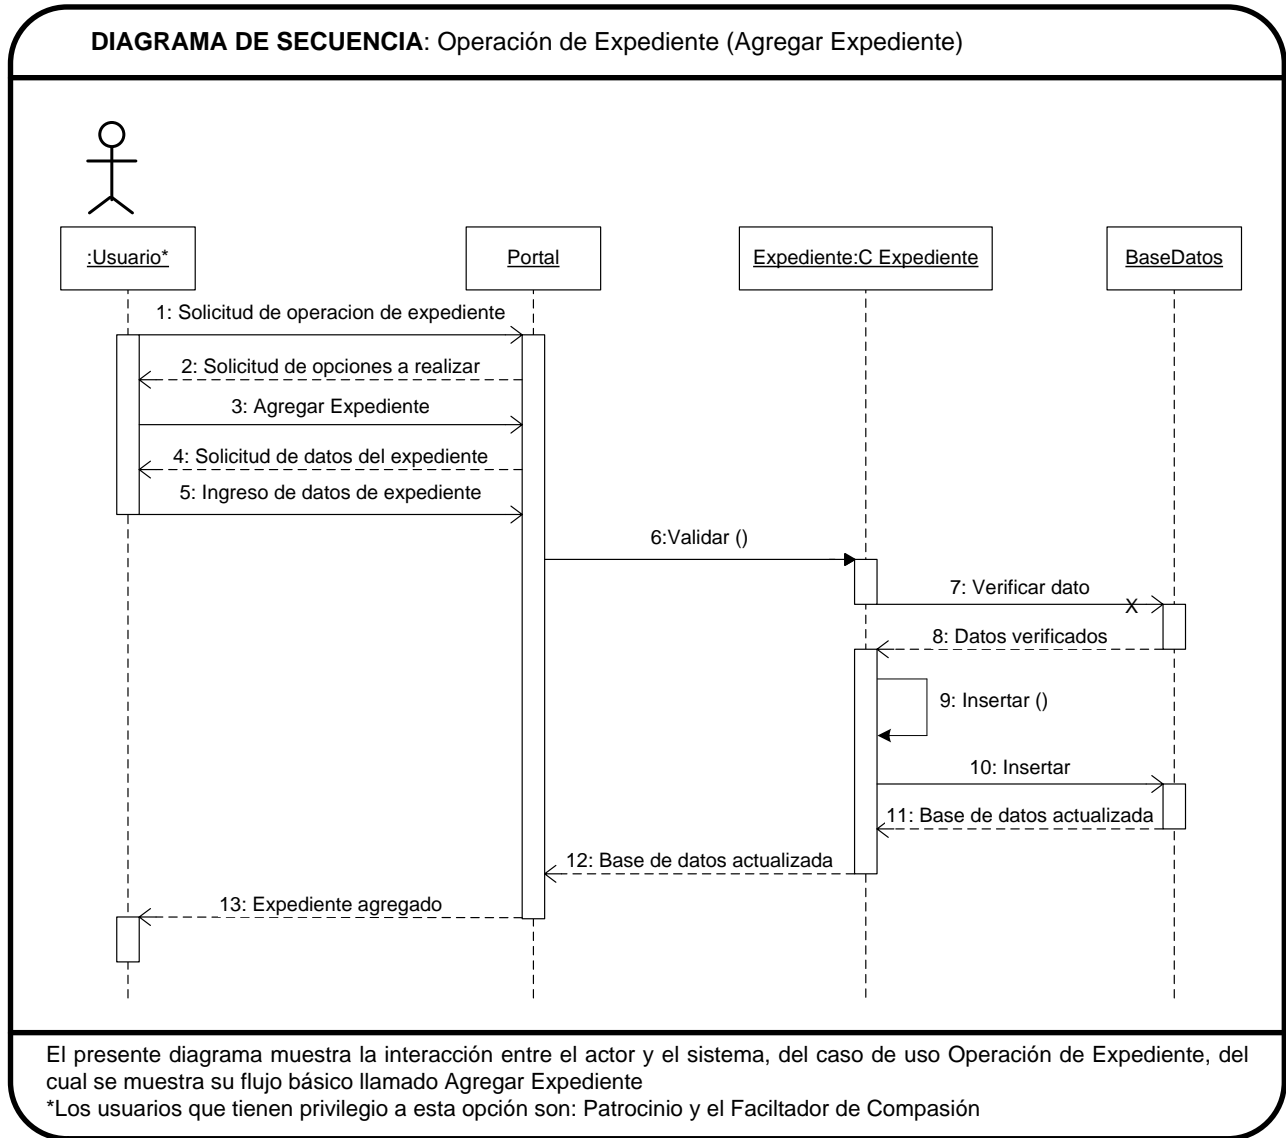 DIAGRAMA DE SECUENCIA: Operación de Expediente (Agregar Expediente)
:Usuario*
Portal
Expediente:C Expediente
BaseDatos
1: Solicitud de operacion de expediente
2: Solicitud de opciones a realizar
3: Agregar Expediente
4: Solicitud de datos del expediente
5: Ingreso de datos de expediente
6:Validar ()
7: Verificar dato
X
8: Datos verificados
9: Insertar ()
10: Insertar
11: Base de datos actualizada
12: Base de datos actualizada
13: Expediente agregado
El presente diagrama muestra la interacción entre el actor y el sistema, del caso de uso Operación de Expediente, del
cual se muestra su flujo básico llamado Agregar Expediente
*Los usuarios que tienen privilegio a esta opción son: Patrocinio y el Faciltador de Compasión